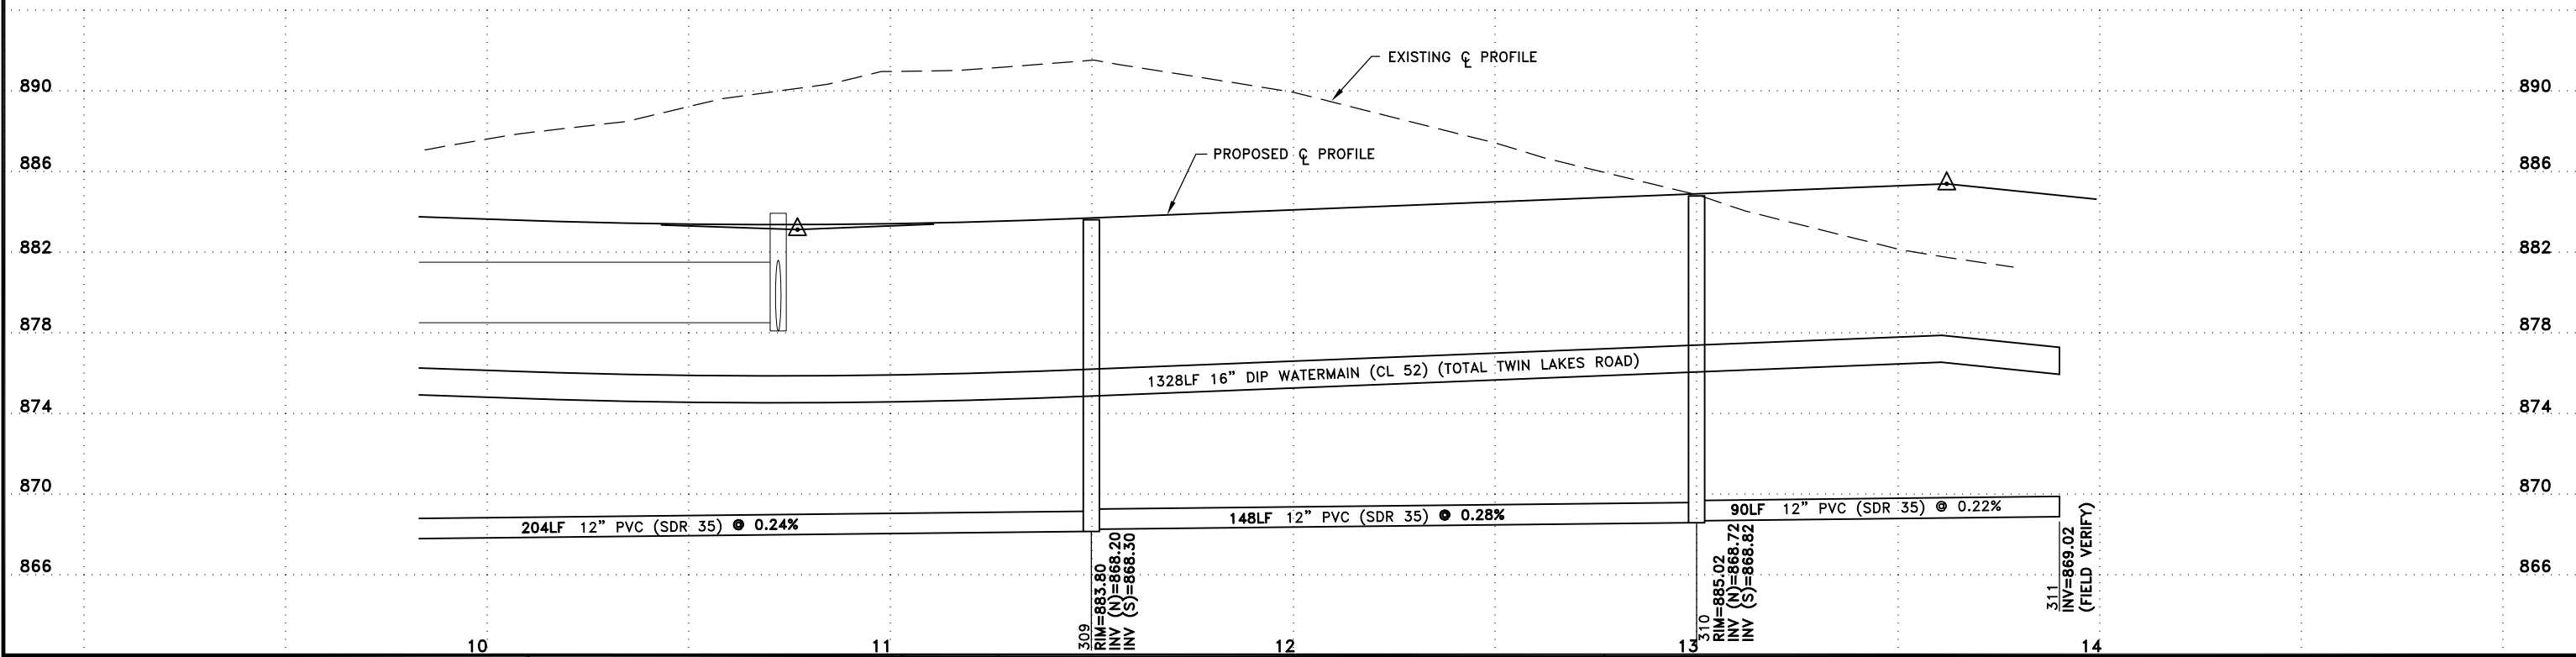 EXISTING ℄ PROFILE
890
890
PROPOSED ℄ PROFILE
886
886
882
882
878
878
1328LF 16" DIP WATERMAIN (CL 52) (TOTAL TWIN LAKES ROAD)
874
874
870
870
204LF 12" PVC (SDR 35) @ 0.24%
148LF 12" PVC (SDR 35) @ 0.28%
90LF 12" PVC (SDR 35) @ 0.22%
866
866
309
RIM=883.80
INV (N)=868.20
INV (S)=868.30
310
RIM=885.02
INV (N)=868.72
INV (S)=868.82
311
INV=869.02
(FIELD VERIFY)
10
11
12
13
14